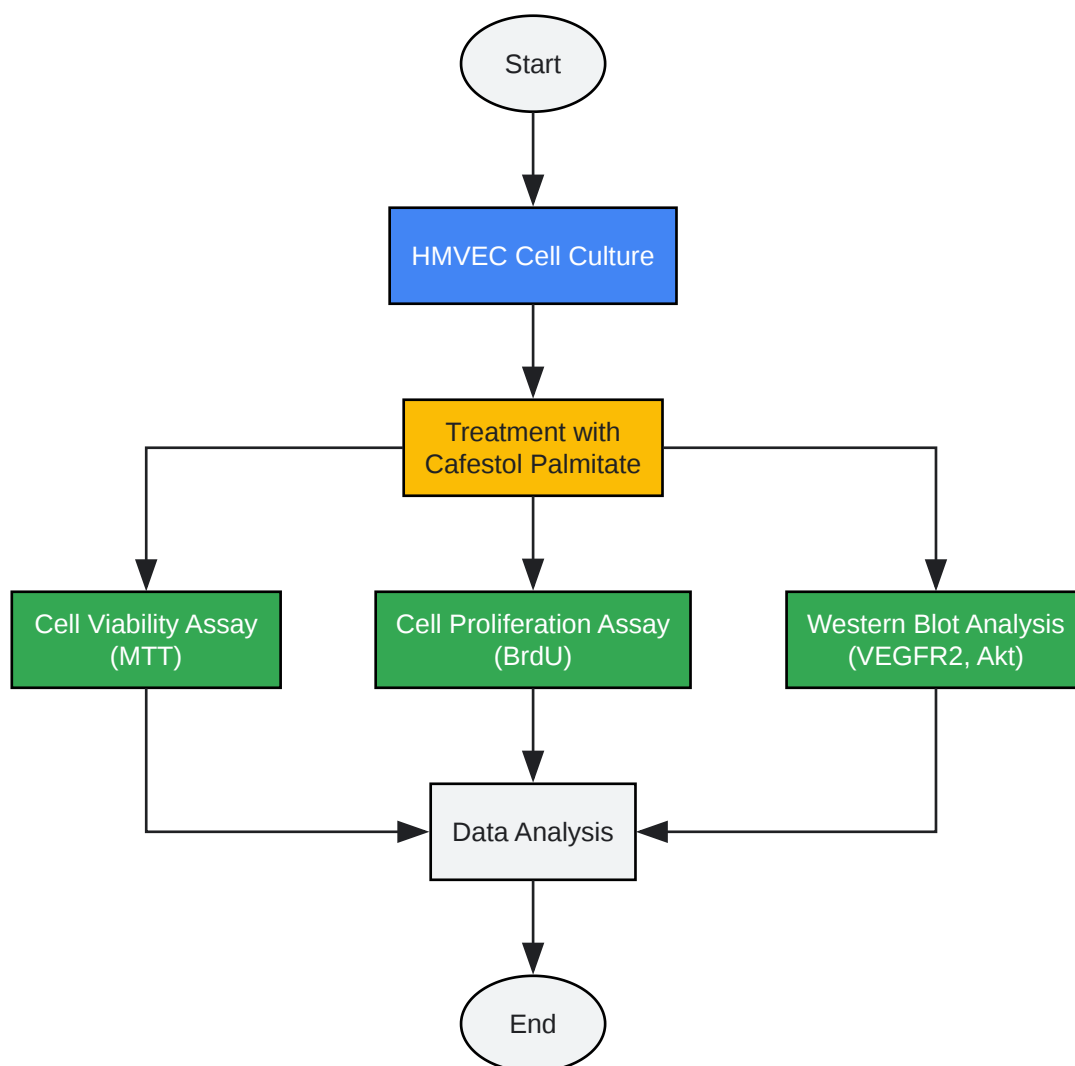 Start
HMVEC Cell Culture
Treatment with
Cafestol Palmitate
Cell Viability Assay
(MTT)
Cell Proliferation Assay
(BrdU)
Western Blot Analysis
(VEGFR2, Akt)
Data Analysis
End